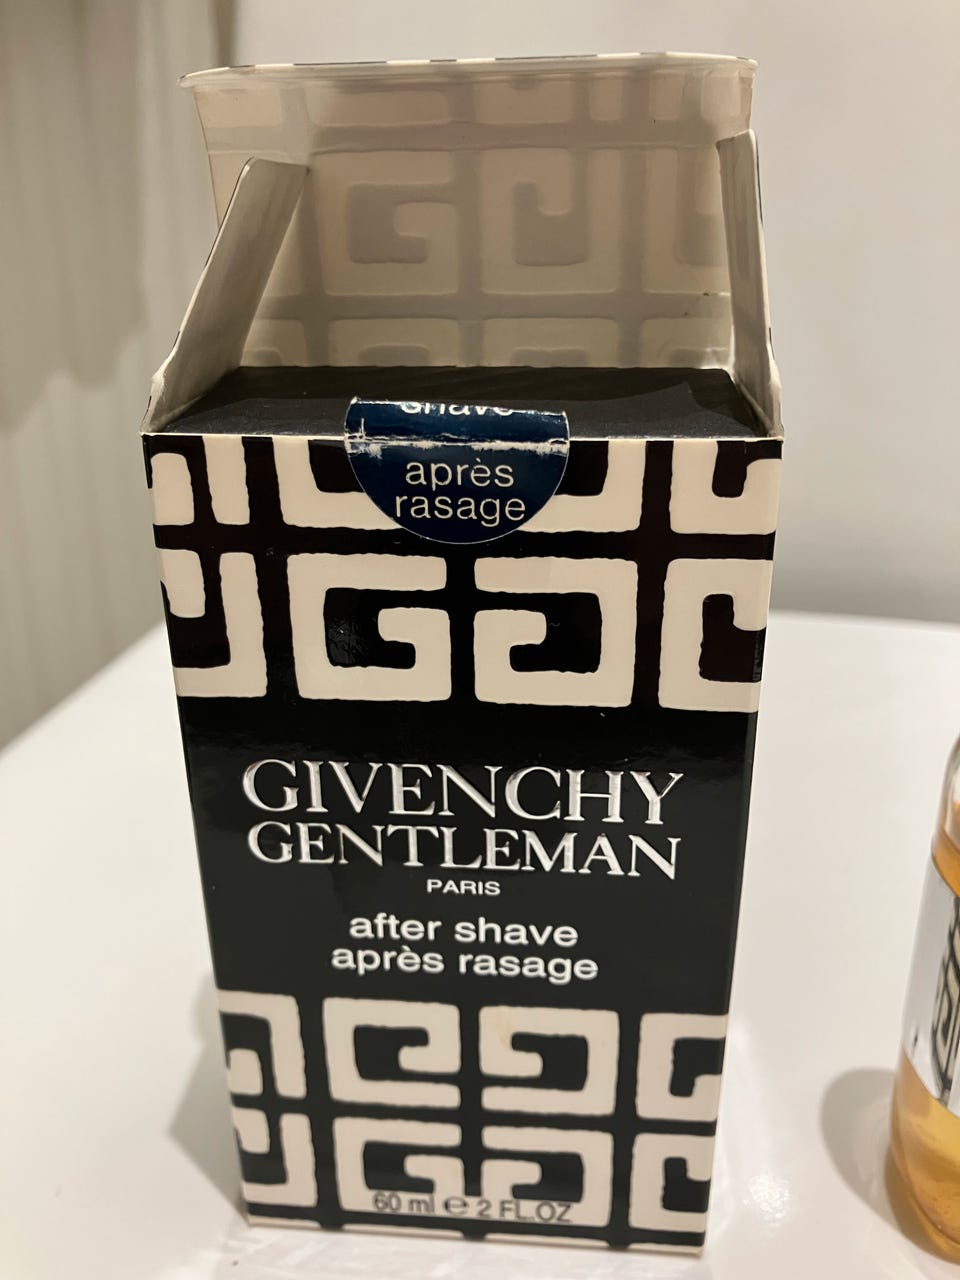 shave
après
rasage
GIVENCHY
GENTLEMAN
PARIS
after shave
après rasage
60 ml ℮ 2 FL.OZ